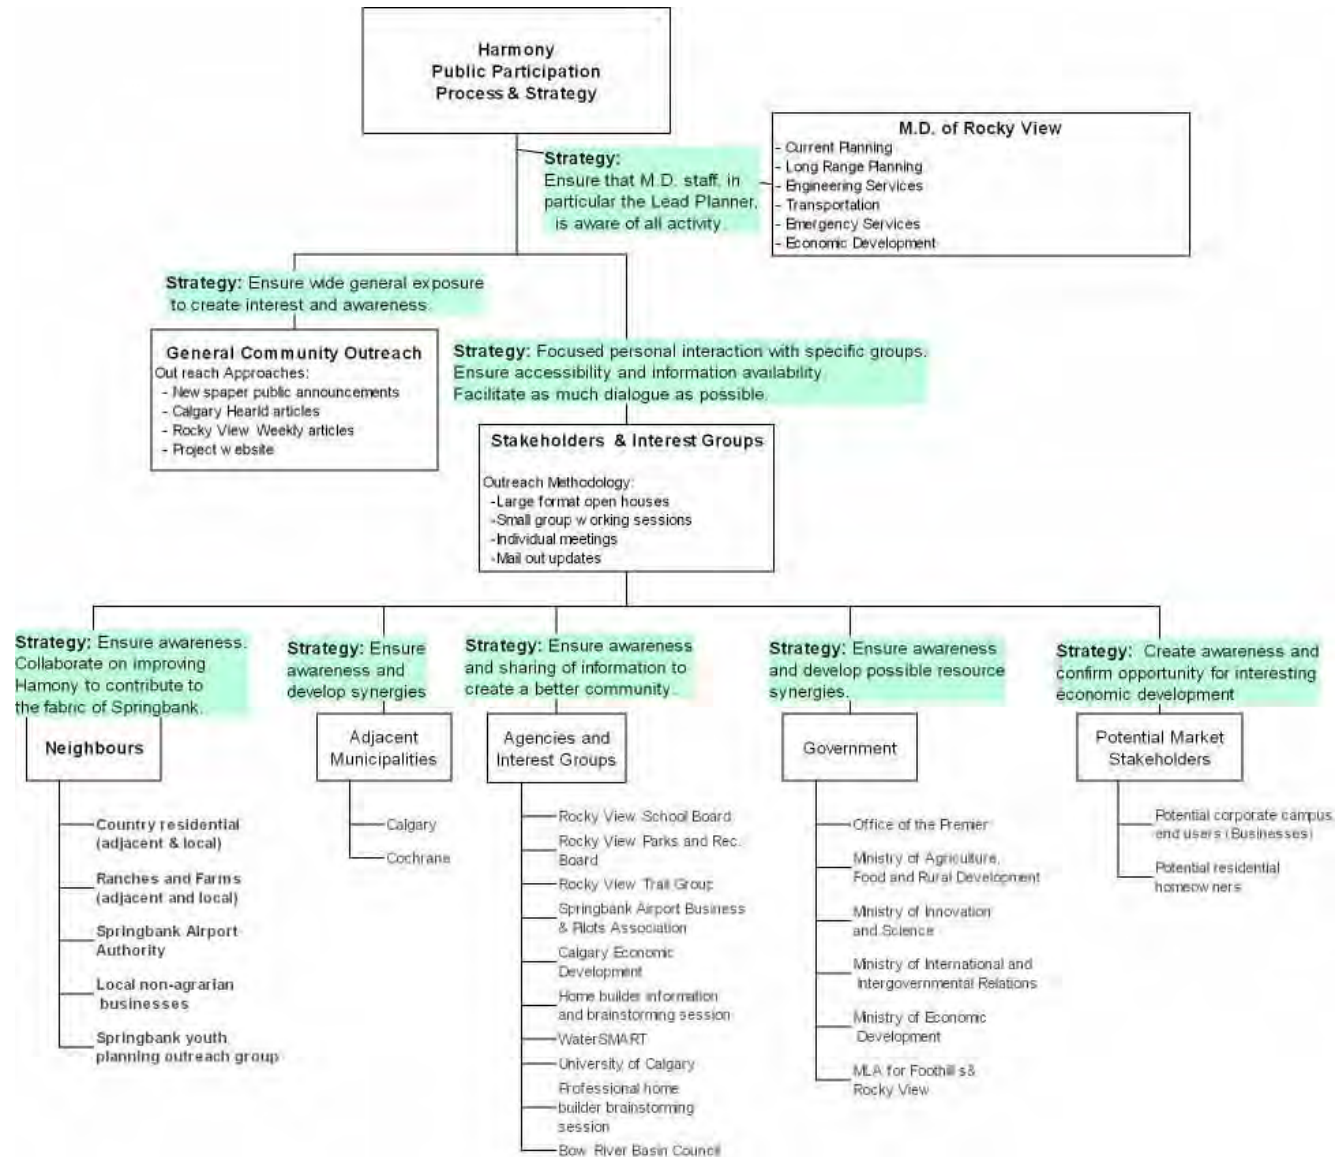 Harmony
Public Participation
Process & Strategy
M.D. of Rocky View
- Current Planning
- Long Range Planning
- Engineering Services
- Transportation
- Emergency Services
- Economic Development
Strategy:
Ensure that M.D. staff, in
particular the Lead Planner,
is aware of all activity.
Strategy: Ensure wide general exposure
to create interest and awareness.
General Community Outreach
Out reach Approaches:
- New spaper public announcements
- Calgary Hearld articles
- Rocky View Weekly articles
- Project w ebsite
Strategy: Focused personal interaction with specific groups.
Ensure accessibility and information availability.
Facilitate as much dialogue as possible.
Stakeholders & Interest Groups
Outreach Methodology:
-Large format open houses
-Small group w orking sessions
-Individual meetings
-Mail out updates
Strategy: Ensure awareness.
Collaborate on improving
Hamony to contribute to
the fabric of Springbank.
Neighbours
Country residential
(adjacent & local)
Ranches and Farms
(adjacent and local)
Springbank Airport
Authority
Local non-agrarian
businesses
Springbank youth
planning outreach group
Strategy: Ensure
awareness and
develop synergies
Adjacent
Municipalities
Calgary
Cochrane
Strategy: Ensure awareness
and sharing of information to
create a better community.
Agencies and
Interest Groups
Rocky View School Board
Rocky View Parks and Rec.
Board
Rocky View Trail Group
Springbank Airport Business
& Pilots Association
Calgary Economic
Development
Home builder information
and brainstorming session
WaterSMART
University of Calgary
Professional home
builder brainstorming
session
Bow River Basin Council
Strategy: Ensure awareness
and develop possible resource
synergies.
Government
Office of the Premier
Ministry of Agriculture,
Food and Rural Development
Ministry of Innovation
and Science
Ministry of International and
Intergovernmental Relations
Ministry of Economic
Development
MLA for Foothills &
Rocky View
Strategy: Create awareness and
confirm opportunity for interesting
economic development
Potential Market
Stakeholders
Potential corporate campus
end users (Businesses)
Potential residential
homeowners